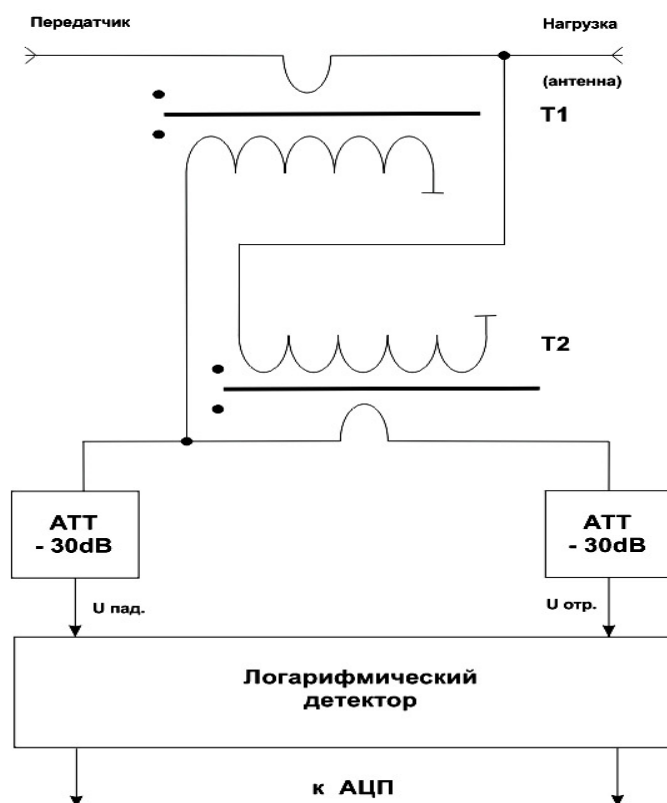 Передатчик
Нагрузка
(антенна)
T1
T2
АТТ
- 30dB
АТТ
- 30dB
U пад.
U отр.
Логарифмический
детектор
к АЦП